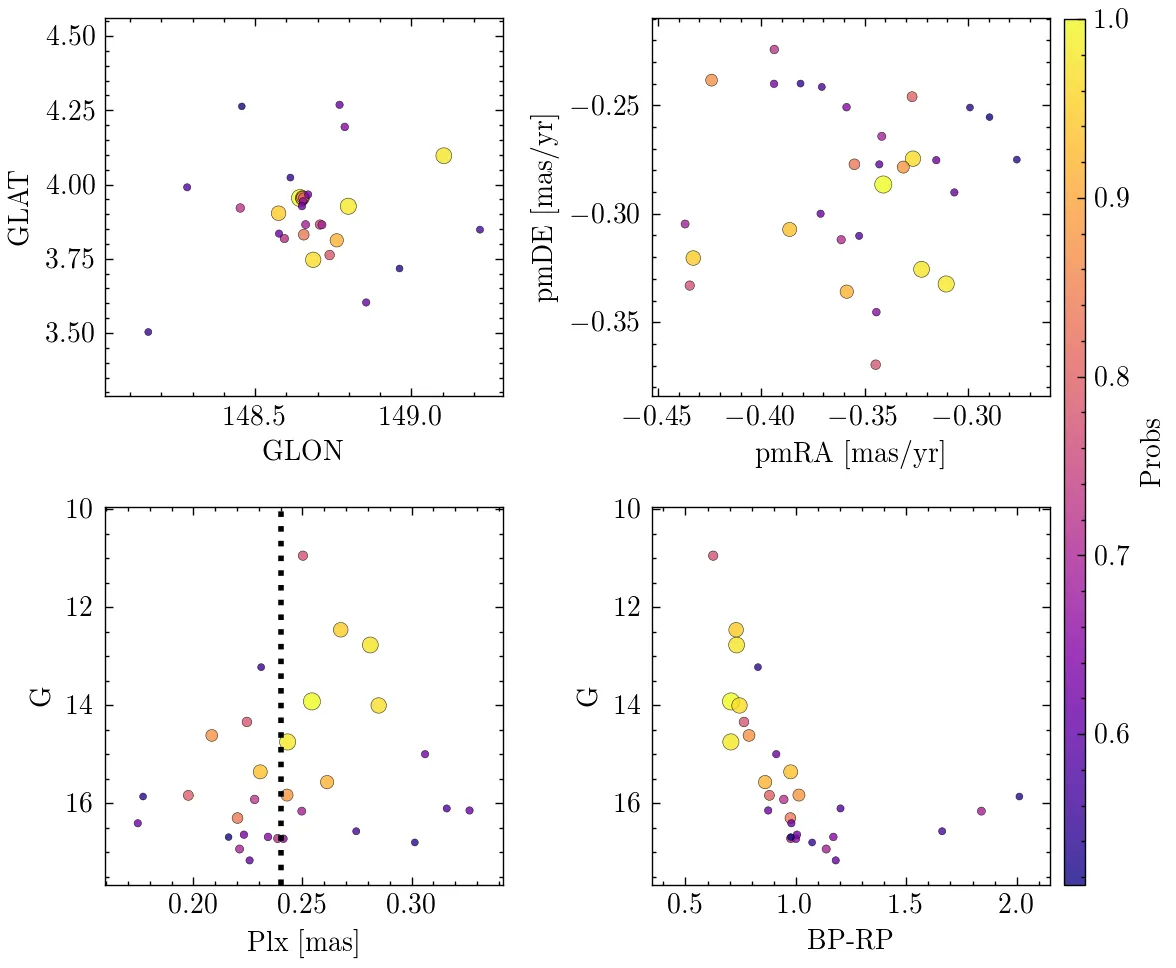 4.50
4.25
4.00
3.75
3.50
GLAT
148.5 149.0
GLON
−0.25
−0.30
−0.35
pmDE [mas/yr]
−0.45 −0.40 −0.35 −0.30
pmRA [mas/yr]
1.0
0.9
0.8
0.7
0.6
Probs
10
12
14
16
G
0.20 0.25 0.30
Plx [mas]
10
12
14
16
G
0.5 1.0 1.5 2.0
BP-RP